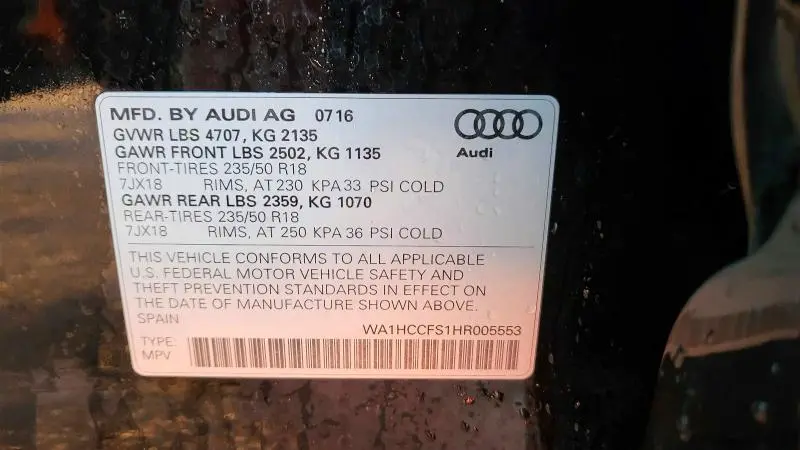 MFD. BY AUDI AG 0716
GVWR LBS 4707, KG 2135
GAWR FRONT LBS 2502, KG 1135
FRONT-TIRES 235/50 R18
7JX18 RIMS, AT 230 KPA 33 PSI COLD
GAWR REAR LBS 2359, KG 1070
REAR-TIRES 235/50 R18
7JX18 RIMS, AT 250 KPA 36 PSI COLD
Audi
THIS VEHICLE CONFORMS TO ALL APPLICABLE
U.S. FEDERAL MOTOR VEHICLE SAFETY AND
THEFT PREVENTION STANDARDS IN EFFECT ON
THE DATE OF MANUFACTURE SHOWN ABOVE.
SPAIN WA1HCCFS1HR005553
TYPE:
MPV